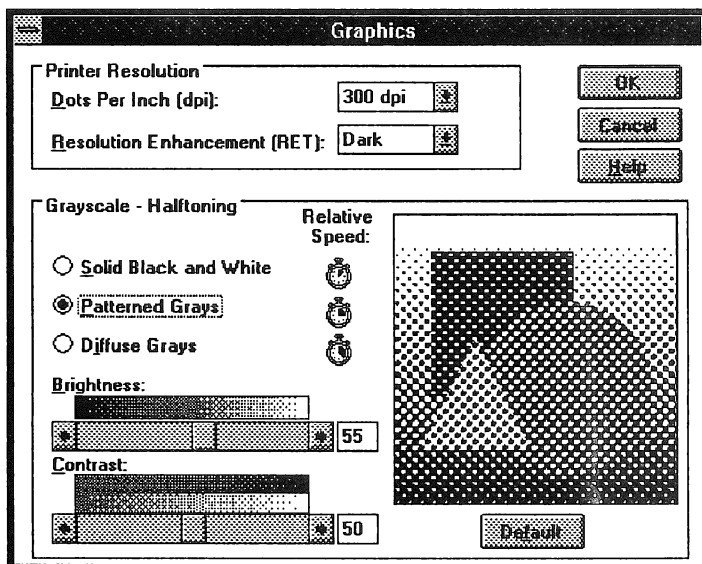 Graphics
Printer Resolution
Dots Per Inch (dpi):
300 dpi
OK
Resolution Enhancement (RET):
Dark
Cancel
Help
Grayscale - Halftoning
Relative
Speed:
Solid Black and White
Patterned Grays
Diffuse Grays
Brightness:
55
Contrast:
50
Default